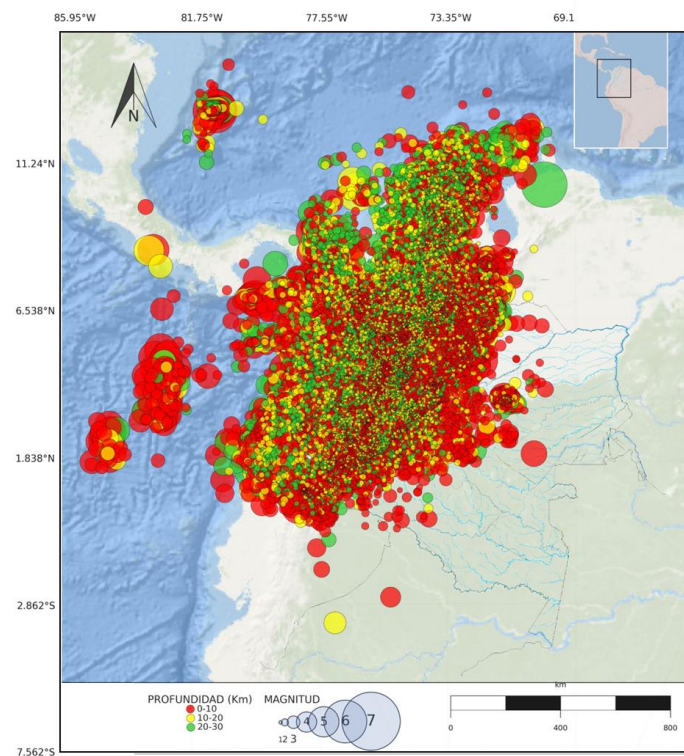 85.95°W 81.75°W 77.55°W 73.35°W 69.1
N
11.24°N
6.538°N
1.838°N
2.862°S
7.562°S
PROFUNDIDAD (Km)
0-10
10-20
20-30
MAGNITUD
12 3 4 5 6 7
km
0 400 800